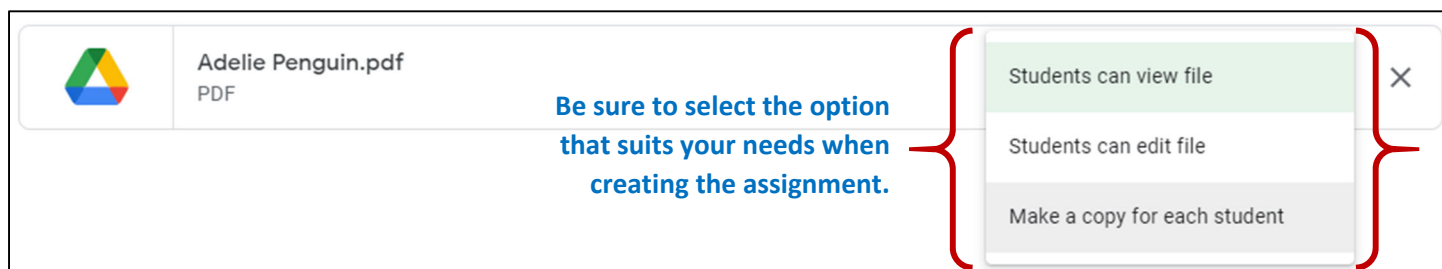 Adelie Penguin.pdf
PDF
Be sure to select the option
that suits your needs when
creating the assignment.
Students can view file
Students can edit file
Make a copy for each student